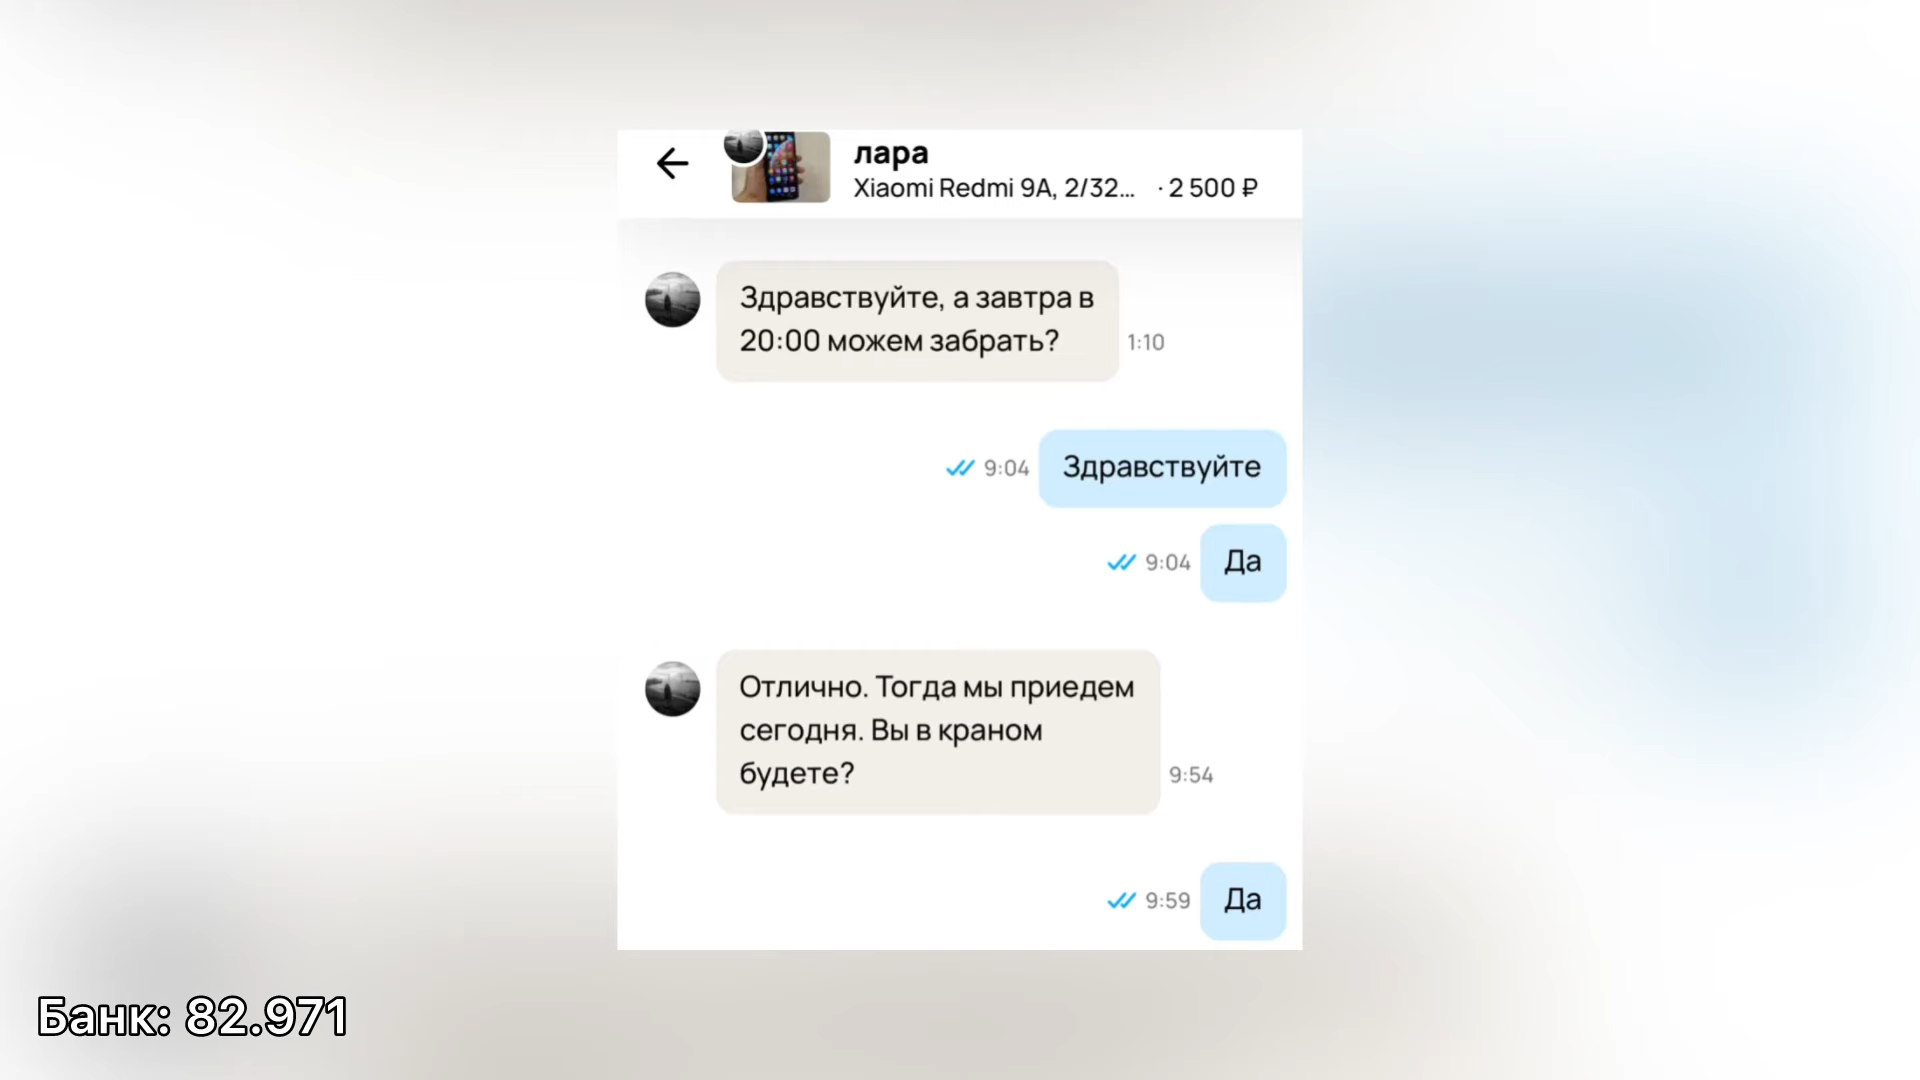 лара
Xiaomi Redmi 9A, 2/32... · 2 500 ₽
Здравствуйте, а завтра в
20:00 можем забрать?
1:10
9:04 Здравствуйте
9:04 Да
Отлично. Тогда мы приедем
сегодня. Вы в краном
будете?
9:54
9:59 Да
Банк: 82.971